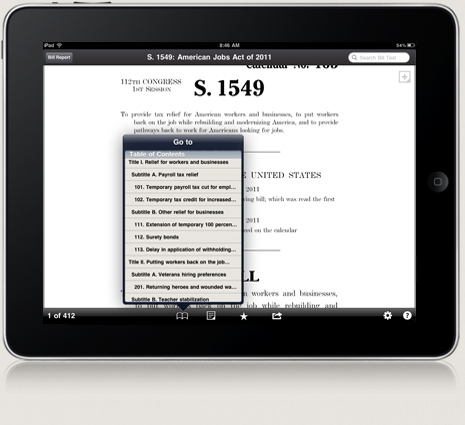 iPad
8:46 AM
54%
Bill Report
S. 1549: American Jobs Act of 2011
Search Bill Text
Calendar No.
112TH CONGRESS
1ST SESSION
S. 1549
To provide tax relief for American workers and businesses, to put workers
back on the job while rebuilding and modernizing America, and to provide
pathways back to work for Americans looking for jobs.
UNITED STATES
2011
ing bill; which was read the first
2011
ed on the calendar
LL
Go to
Table of Contents
Title I. Relief for workers and businesses
Subtitle A. Payroll tax relief
101. Temporary payroll tax cut for empl...
102. Temporary tax credit for increased...
Subtitle B. Other relief for businesses
111. Extension of temporary 100 percen...
112. Surety bonds
113. Delay in application of withholding...
Title II. Putting workers back on the job...
Subtitle A. Veterans hiring preferences
201. Returning heroes and wounded wa...
Subtitle B. Teacher stabilization
workers and businesses,
to put workers back on the job while rebuilding and
1 of 412